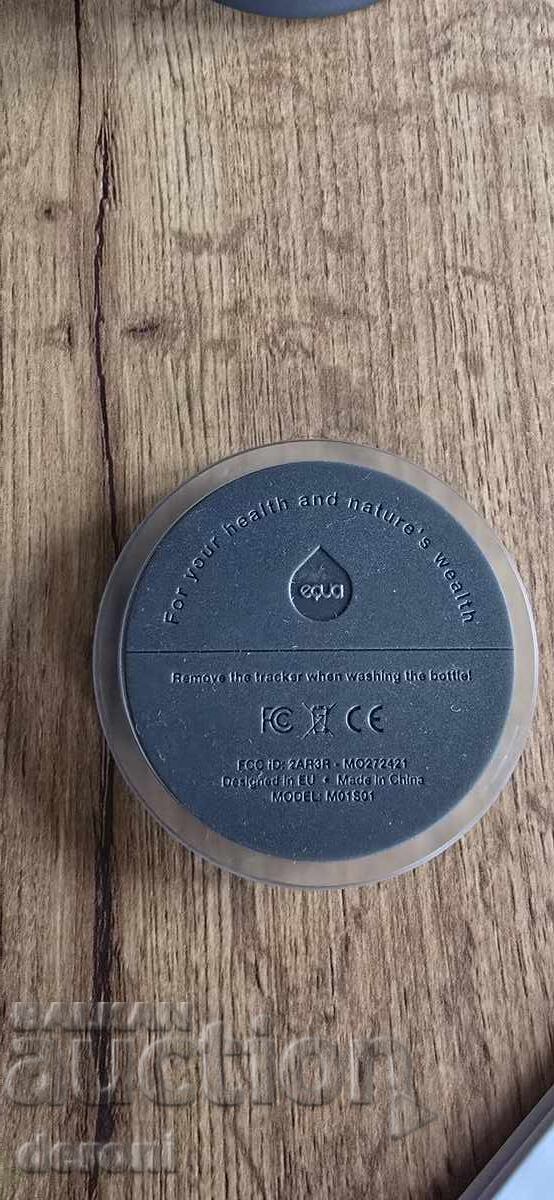 For your health and nature's wealth
equa
Remove the tracker when washing the bottle!
FC CE
FCC ID: 2AR3R - MO272421
Designed in EU • Made in China
MODEL: M01S01
BALKAN
auction
deroni